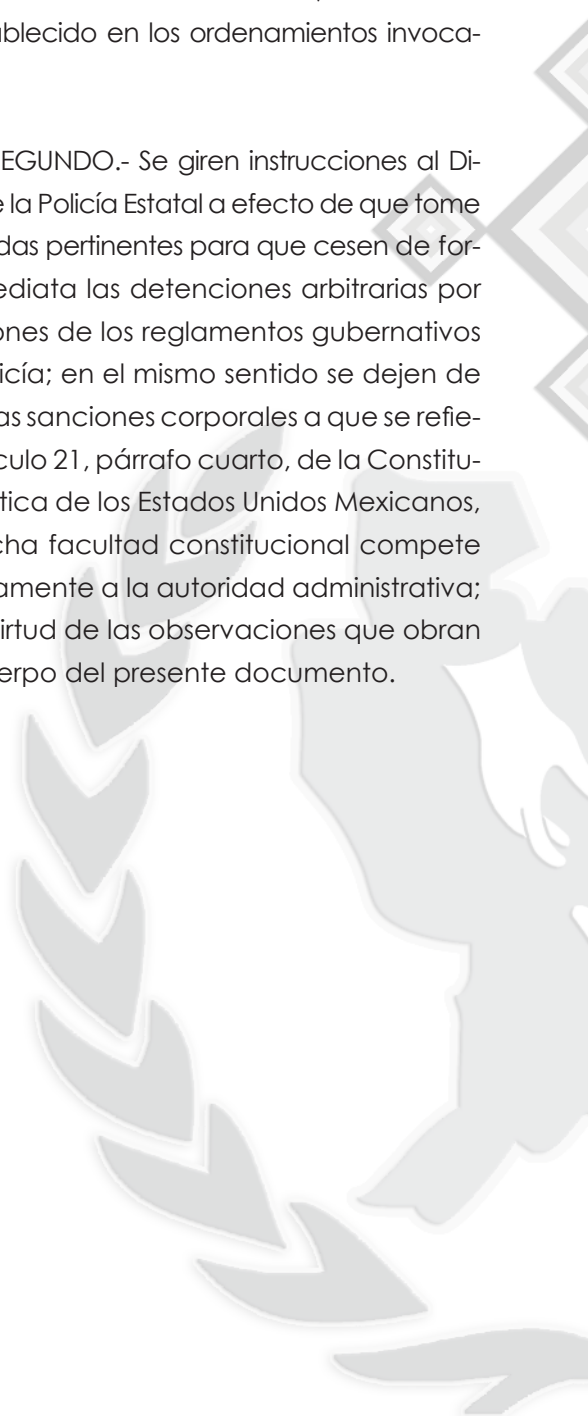 ablecido en los ordenamientos invoca-
EGUNDO.- Se giren instrucciones al Di-
e la Policía Estatal a efecto de que tome
das pertinentes para que cesen de for-
ediata las detenciones arbitrarias por
ones de los reglamentos gubernativos
icía; en el mismo sentido se dejen de
as sanciones corporales a que se refie-
culo 21, párrafo cuarto, de la Constitu-
tica de los Estados Unidos Mexicanos,
cha facultad constitucional compete
amente a la autoridad administrativa;
irtud de las observaciones que obran
erpo del presente documento.